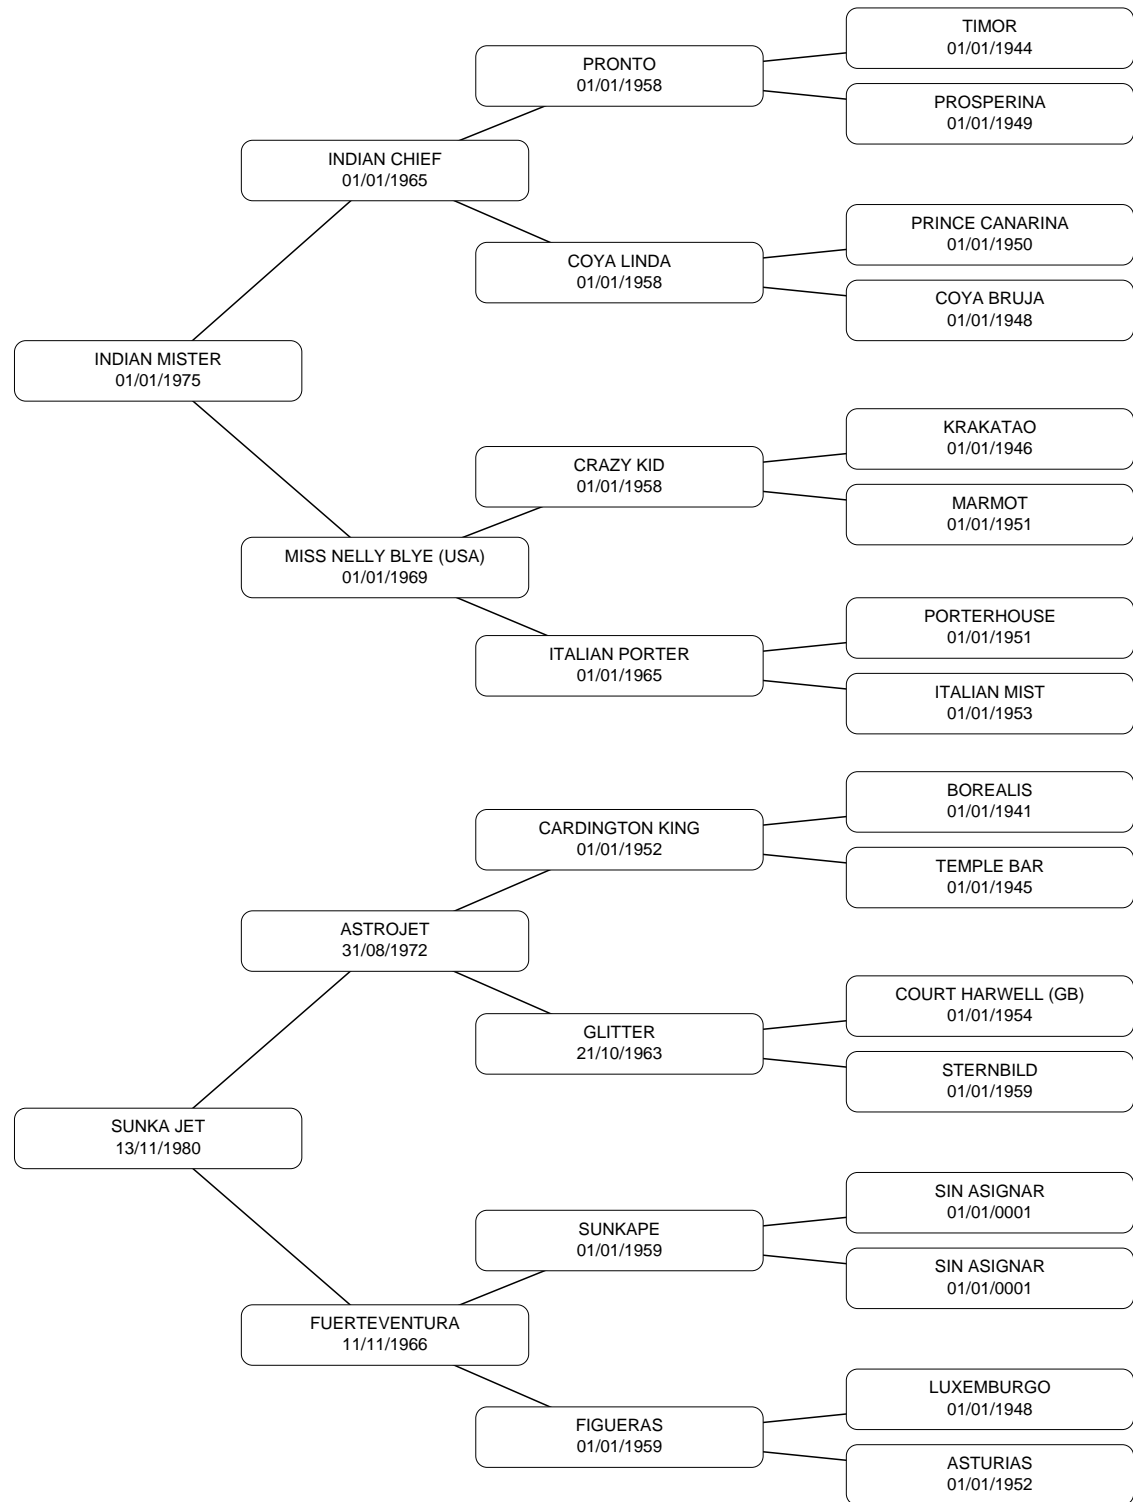 TIMOR
01/01/1944
PRONTO
01/01/1958
PROSPERINA
01/01/1949
INDIAN CHIEF
01/01/1965
PRINCE CANARINA
01/01/1950
COYA LINDA
01/01/1958
COYA BRUJA
01/01/1948
INDIAN MISTER
01/01/1975
KRAKATAO
01/01/1946
CRAZY KID
01/01/1958
MARMOT
01/01/1951
MISS NELLY BLYE (USA)
01/01/1969
PORTERHOUSE
01/01/1951
ITALIAN PORTER
01/01/1965
ITALIAN MIST
01/01/1953
BOREALIS
01/01/1941
CARDINGTON KING
01/01/1952
TEMPLE BAR
01/01/1945
ASTROJET
31/08/1972
COURT HARWELL (GB)
01/01/1954
GLITTER
21/10/1963
STERNBILD
01/01/1959
SUNKA JET
13/11/1980
SIN ASIGNAR
01/01/0001
SUNKAPE
01/01/1959
SIN ASIGNAR
01/01/0001
FUERTEVENTURA
11/11/1966
LUXEMBURGO
01/01/1948
FIGUERAS
01/01/1959
ASTURIAS
01/01/1952